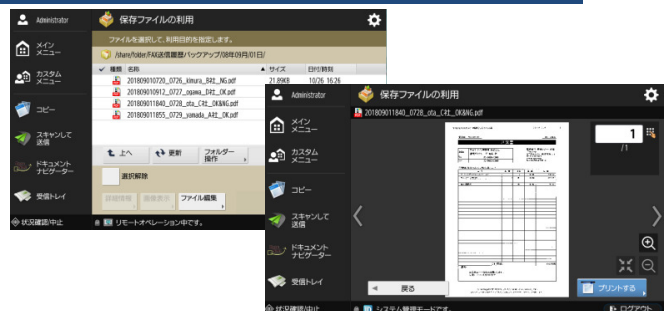 Administrator
保存ファイルの利用
ファイルを選択して、利用目的を指定します。
メイン
メニュー
/share/folder/FAX送信履歴バックアップ/08年09月/01日/
種類 名称 サイズ 日付/時刻
カスタム
メニュー
201809010720_0726_kimura_B社_NG.pdf 21.89KB 10/26 16:26
201809010912_0727_ogawa_D社_OK.pdf
201809011840_0728_ota_C社_OK&NG.pdf
201809011855_0729_yamada_A社_OK.pdf
コピー
スキャンして
送信
上へ 更新 フォルダー
操作
ドキュメント
ナビゲーター
選択解除
受信トレイ
詳細情報 画像表示 ファイル編集
状況確認/中止
リモートオペレーション中です。
Administrator
保存ファイルの利用
201809011840_0728_ota_C社_OK&NG.pdf
メイン
メニュー
1
/1
カスタム
メニュー
コピー
スキャンして
送信
ドキュメント
ナビゲーター
受信トレイ
戻る
プリントする
状況確認/中止
システム管理モードです。
ログアウト